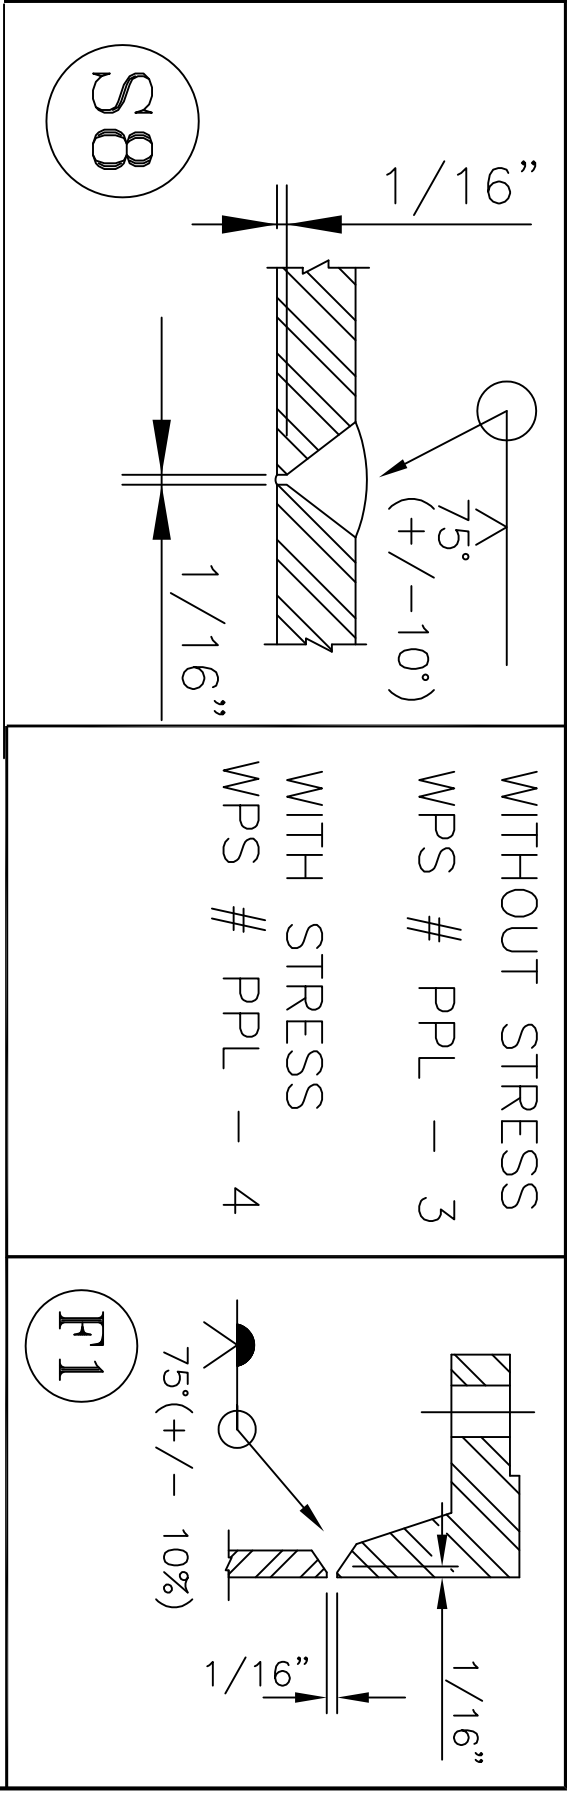 S8
1/16”
75°
(+/-10°)
1/16”
WITHOUT STRESS
WPS # PPL - 3
WITH STRESS
WPS # PPL - 4
F1
75°(+/- 10%)
1/16”
1/16”